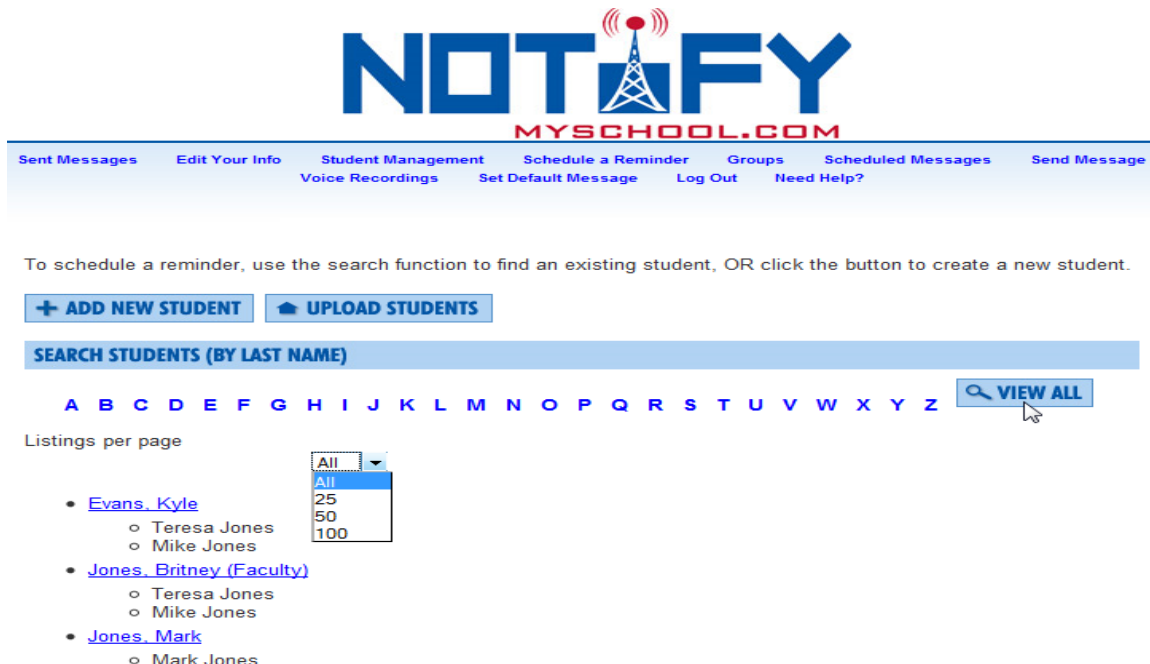 NOTIFY
MYSCHOOL.COM
Sent Messages Edit Your Info Student Management Schedule a Reminder Groups Scheduled Messages Send Message
Voice Recordings Set Default Message Log Out Need Help?
To schedule a reminder, use the search function to find an existing student, OR click the button to create a new student.
+ ADD NEW STUDENT UPLOAD STUDENTS
SEARCH STUDENTS (BY LAST NAME)
A B C D E F G H I J K L M N O P Q R S T U V W X Y Z VIEW ALL
Listings per page
All
All
25
50
100
• Evans, Kyle
o Teresa Jones
o Mike Jones
• Jones, Britney (Faculty)
o Teresa Jones
o Mike Jones
• Jones, Mark
o Mark Jones